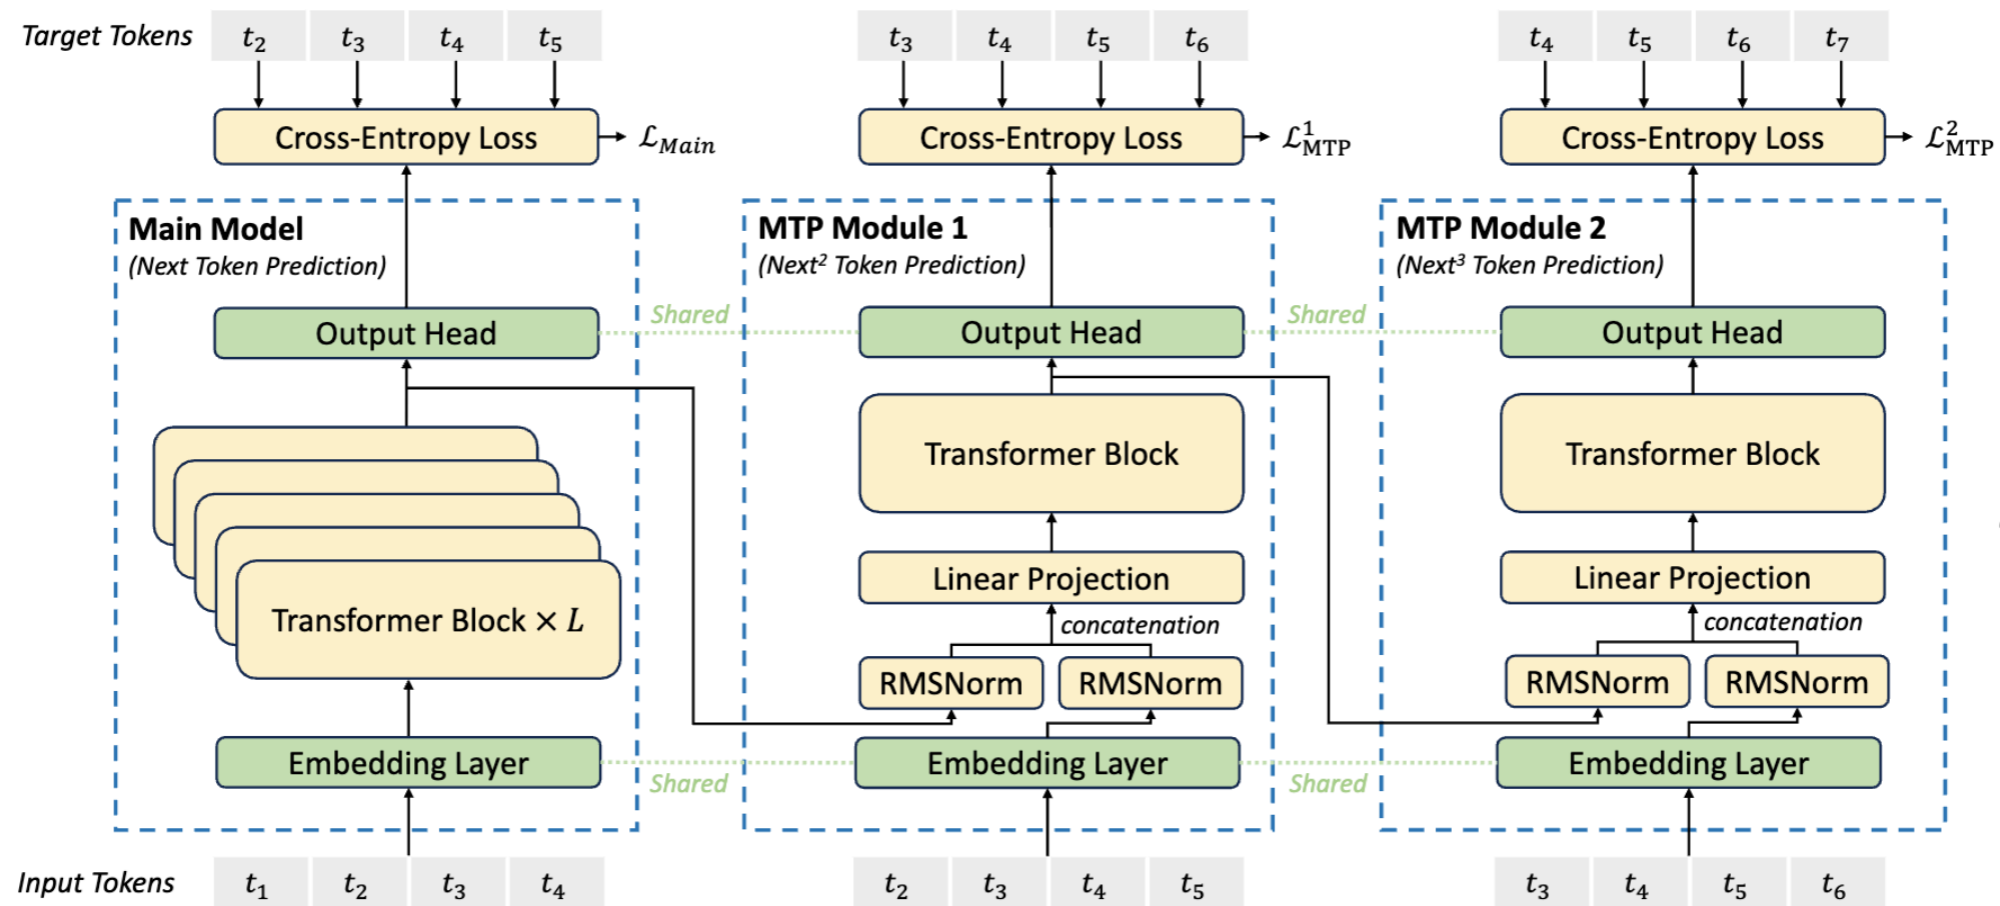 Target Tokens t₂ t₃ t₄ t₅ t₃ t₄ t₅ t₆ t₄ t₅ t₆ t₇
Cross-Entropy Loss ℒ_Main Cross-Entropy Loss ℒ¹_MTP Cross-Entropy Loss ℒ²_MTP
Main Model
(Next Token Prediction)
MTP Module 1
(Next² Token Prediction)
MTP Module 2
(Next³ Token Prediction)
Output Head Shared Output Head Shared Output Head
Transformer Block × L
Transformer Block
Transformer Block
Linear Projection
Linear Projection
concatenation
concatenation
RMSNorm RMSNorm
RMSNorm RMSNorm
Embedding Layer Shared Embedding Layer Shared Embedding Layer
Input Tokens t₁ t₂ t₃ t₄ t₂ t₃ t₄ t₅ t₃ t₄ t₅ t₆